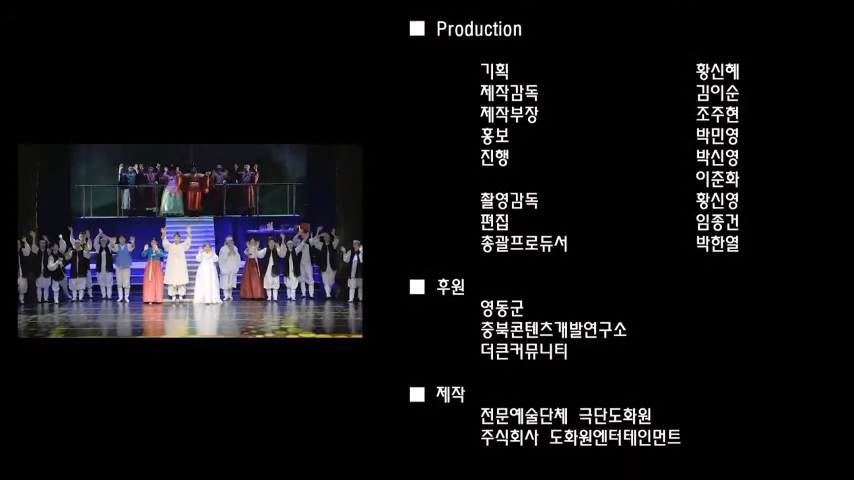 ■ Production
기획 황신혜
제작감독 김이순
제작부장 조주현
홍보 박민영
진행 박신영
이준화
촬영감독 황신영
편집 임종건
총괄프로듀서 박한열
■ 후원
영동군
충북콘텐츠개발연구소
더큰커뮤니티
■ 제작
전문예술단체 극단도화원
주식회사 도화원엔터테인먼트